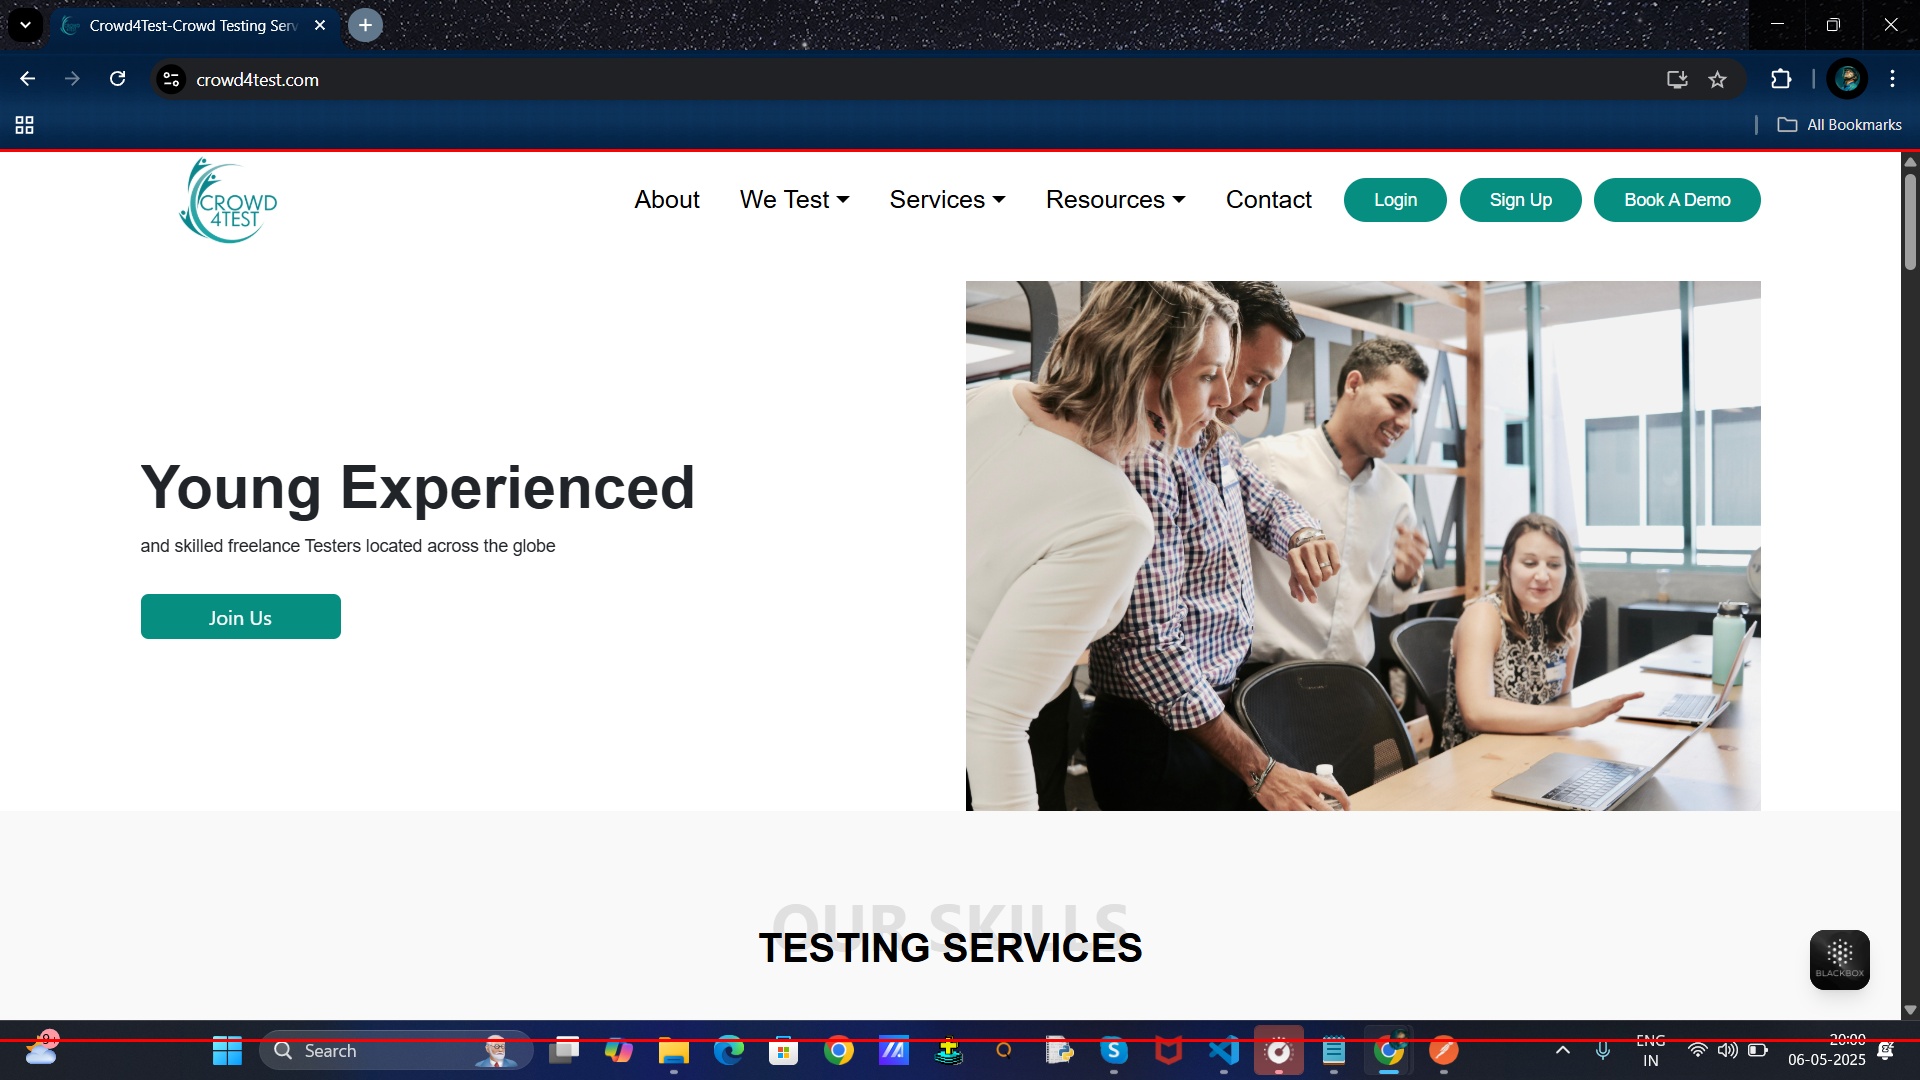 Crowd4Test-Crowd Testing Serv
crowd4test.com
All Bookmarks
CROWD
4TEST
About
We Test
Services
Resources
Contact
Login
Sign Up
Book A Demo
Young Experienced
and skilled freelance Testers located across the globe
Join Us
OUR SKILLS
TESTING SERVICES
BLACKBOX
9+
Search
ENG
IN
20:00
06-05-2025